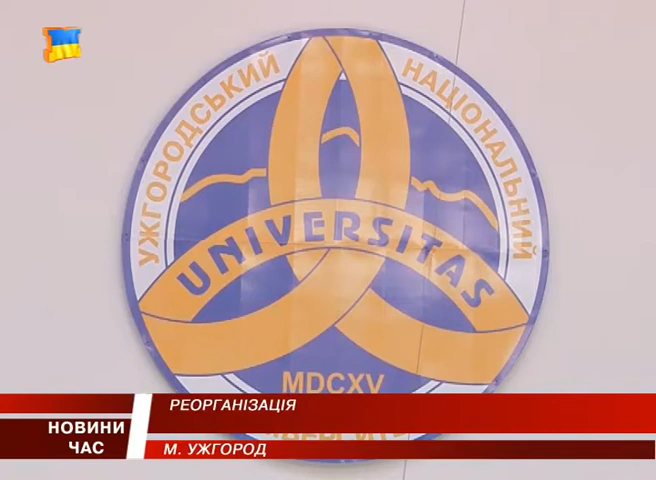 УЖГОРОДСЬКИЙ НАЦІОНАЛЬНИЙ
UNIVERSITAS
MDCXV
РЕОРГАНІЗАЦІЯ
НОВИНИ
ЧАС
М. УЖГОРОД